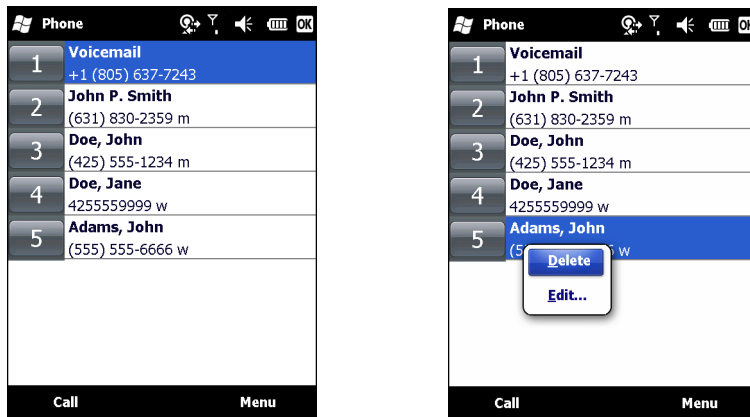 Phone OK
1 Voicemail
+1 (805) 637-7243
2 John P. Smith
(631) 830-2359 m
3 Doe, John
(425) 555-1234 m
4 Doe, Jane
4255559999 w
5 Adams, John
(555) 555-6666 w
Call Menu
Phone OK
1 Voicemail
+1 (805) 637-7243
2 John P. Smith
(631) 830-2359 m
3 Doe, John
(425) 555-1234 m
4 Doe, Jane
4255559999 w
5 Adams, John
w
Delete
Edit...
Call Menu